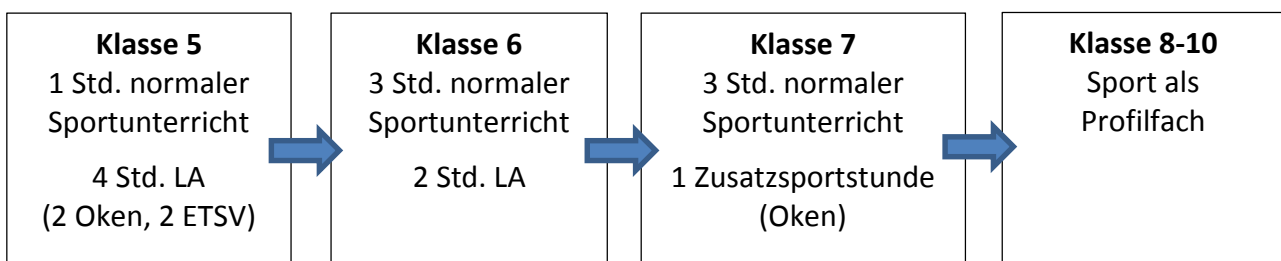 Klasse 5
1 Std. normaler
Sportunterricht
4 Std. LA
(2 Oken, 2 ETSV)
Klasse 6
3 Std. normaler
Sportunterricht
2 Std. LA
Klasse 7
3 Std. normaler
Sportunterricht
1 Zusatzsportstunde
(Oken)
Klasse 8-10
Sport als
Profilfach